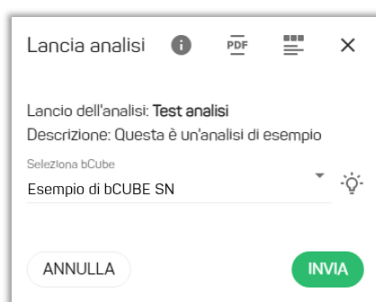 Lancia analisi i PDF
Lancio dell'analisi: Test analisi
Descrizione: Questa è un'analisi di esempio
Seleziona bCube
Esempio di bCUBE SN
ANNULLA INVIA